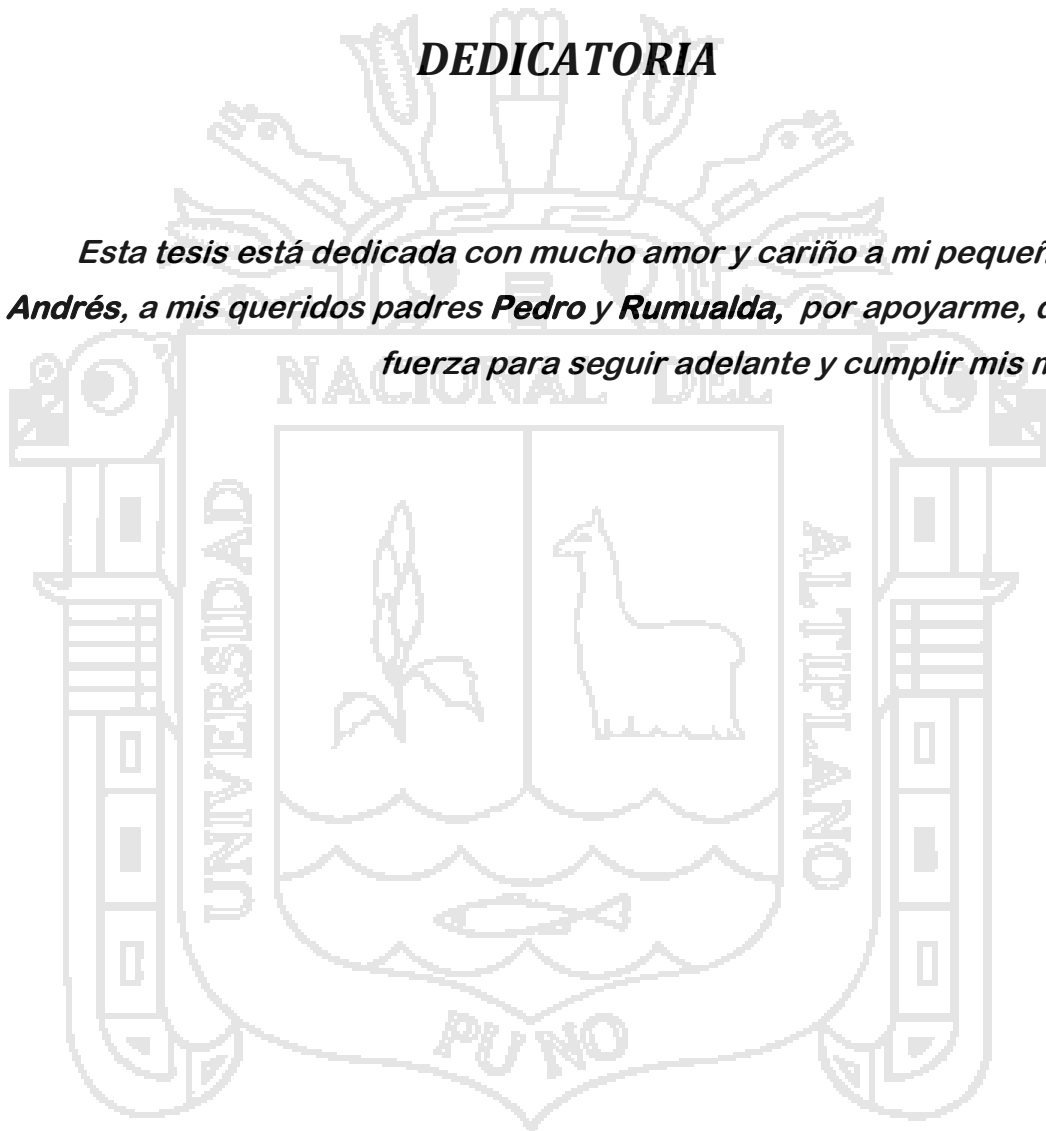 DEDICATORIA
Esta tesis está dedicada con mucho amor y cariño a mi
Andrés, a mis queridos padres Pedro y Rumualda, por apoyarme,
fuerza para seguir adelante y cumplir mis
NACIONAL DEL
UNIVERSIDAD
ALTIPLANO
PUNO